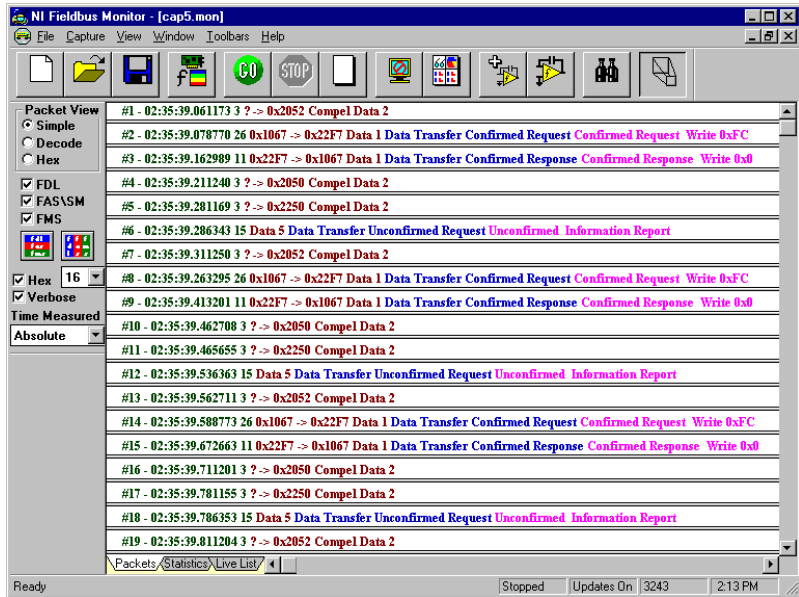 NI Fieldbus Monitor - [cap5.mon]
File Capture View Window Toolbars Help
GO STOP
Packet View
Simple
Decode
Hex
FDL
FAS\SM
FMS
Hex 16
Verbose
Time Measured
Absolute
#1 - 02:35:39.061173 3 ? -> 0x2052 Compel Data 2
#2 - 02:35:39.078770 26 0x1067 -> 0x22F7 Data 1 Data Transfer Confirmed Request Confirmed Request Write 0xFC
#3 - 02:35:39.162989 11 0x22F7 -> 0x1067 Data 1 Data Transfer Confirmed Response Confirmed Response Write 0x0
#4 - 02:35:39.211240 3 ? -> 0x2050 Compel Data 2
#5 - 02:35:39.281169 3 ? -> 0x2250 Compel Data 2
#6 - 02:35:39.286343 15 Data 5 Data Transfer Unconfirmed Request Unconfirmed Information Report
#7 - 02:35:39.311250 3 ? -> 0x2052 Compel Data 2
#8 - 02:35:39.263295 26 0x1067 -> 0x22F7 Data 1 Data Transfer Confirmed Request Confirmed Request Write 0xFC
#9 - 02:35:39.413201 11 0x22F7 -> 0x1067 Data 1 Data Transfer Confirmed Response Confirmed Response Write 0x0
#10 - 02:35:39.462708 3 ? -> 0x2050 Compel Data 2
#11 - 02:35:39.465655 3 ? -> 0x2250 Compel Data 2
#12 - 02:35:39.536363 15 Data 5 Data Transfer Unconfirmed Request Unconfirmed Information Report
#13 - 02:35:39.562711 3 ? -> 0x2052 Compel Data 2
#14 - 02:35:39.588773 26 0x1067 -> 0x22F7 Data 1 Data Transfer Confirmed Request Confirmed Request Write 0xFC
#15 - 02:35:39.672663 11 0x22F7 -> 0x1067 Data 1 Data Transfer Confirmed Response Confirmed Response Write 0x0
#16 - 02:35:39.711201 3 ? -> 0x2050 Compel Data 2
#17 - 02:35:39.781155 3 ? -> 0x2250 Compel Data 2
#18 - 02:35:39.786353 15 Data 5 Data Transfer Unconfirmed Request Unconfirmed Information Report
#19 - 02:35:39.811204 3 ? -> 0x2052 Compel Data 2
Packets Statistics Live List
Ready Stopped Updates On 3243 2:13 PM